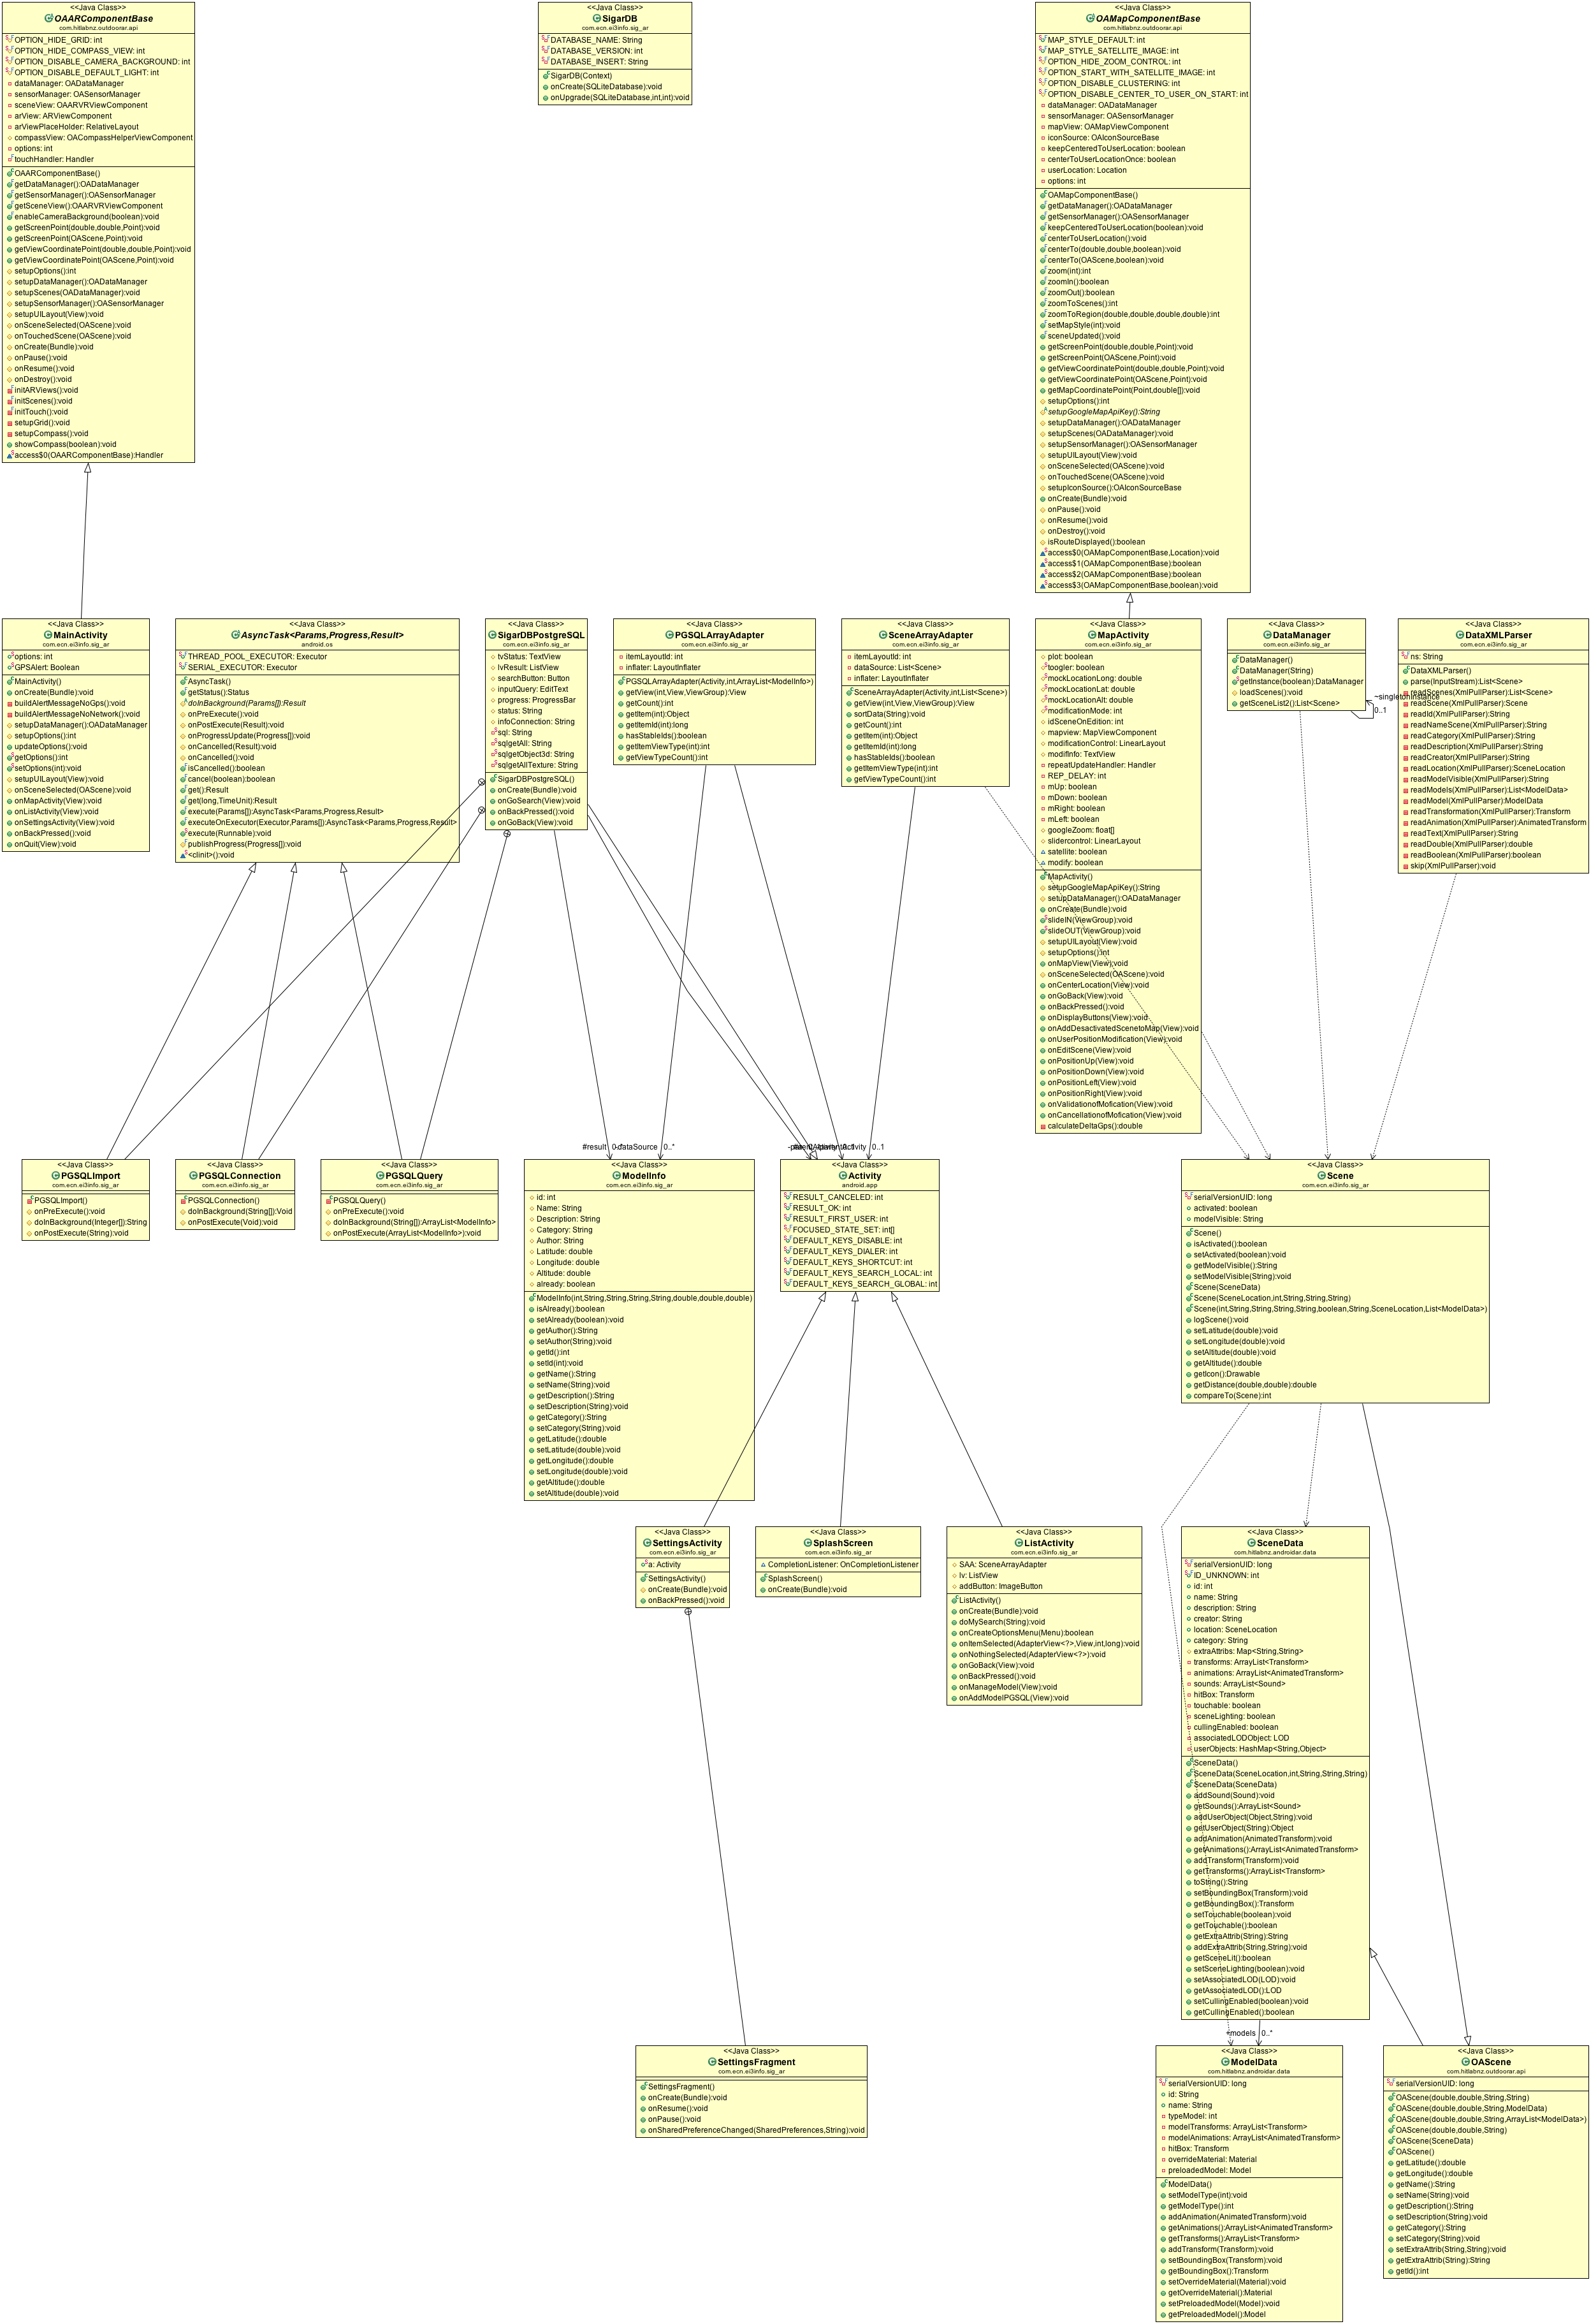 <<Java Class>>
OAARComponentBase
com.hitlabnz.outdoorar.api
OPTION_HIDE_GRID: int
OPTION_HIDE_COMPASS_VIEW: int
OPTION_DISABLE_CAMERA_BACKGROUND: int
OPTION_DISABLE_DEFAULT_LIGHT: int
dataManager: OADataManager
sensorManager: OASensorManager
sceneView: OAARVRViewComponent
arView: ARViewComponent
arViewPlaceHolder: RelativeLayout
compassView: OACompassHelperViewComponent
options: int
touchHandler: Handler
OAARComponentBase()
getDataManager():OADataManager
getSensorManager():OASensorManager
getSceneView():OAARVRViewComponent
enableCameraBackground(boolean):void
getScreenPoint(double,double,Point):void
getScreenPoint(OAScene,Point):void
getViewCoordinatePoint(double,double,Point):void
getViewCoordinatePoint(OAScene,Point):void
setupOptions():int
setupDataManager():OADataManager
setupScenes(OADataManager):void
setupSensorManager():OASensorManager
setupUILayout(View):void
onSceneSelected(OAScene):void
onTouchedScene(OAScene):void
onCreate(Bundle):void
onPause():void
onResume():void
onDestroy():void
initARViews():void
initScenes():void
initTouch():void
setupGrid():void
setupCompass():void
showCompass(boolean):void
access$0(OAARComponentBase):Handler
<<Java Class>>
SigarDB
com.ecn.ei3info.sig_ar
DATABASE_NAME: String
DATABASE_VERSION: int
DATABASE_INSERT: String
SigarDB(Context)
onCreate(SQLiteDatabase):void
onUpgrade(SQLiteDatabase,int,int):void
<<Java Class>>
OAMapComponentBase
com.hitlabnz.outdoorar.api
MAP_STYLE_DEFAULT: int
MAP_STYLE_SATELLITE_IMAGE: int
OPTION_HIDE_ZOOM_CONTROL: int
OPTION_START_WITH_SATELLITE_IMAGE: int
OPTION_DISABLE_CLUSTERING: int
OPTION_DISABLE_CENTER_TO_USER_ON_START: int
dataManager: OADataManager
sensorManager: OASensorManager
mapView: OAMapViewComponent
iconSource: OAIconSourceBase
keepCenteredToUserLocation: boolean
centerToUserLocationOnce: boolean
userLocation: Location
options: int
OAMapComponentBase()
getDataManager():OADataManager
getSensorManager():OASensorManager
keepCenteredToUserLocation(boolean):void
centerToUserLocation():void
centerTo(double,double,boolean):void
centerTo(OAScene,boolean):void
zoom(int):int
zoomIn():boolean
zoomOut():boolean
zoomToScenes():int
zoomToRegion(double,double,double,double):int
setMapStyle(int):void
sceneUpdated():void
getScreenPoint(double,double,Point):void
getScreenPoint(OAScene,Point):void
getViewCoordinatePoint(double,double,Point):void
getViewCoordinatePoint(OAScene,Point):void
getMapCoordinatePoint(Point,double[]):void
setupOptions():int
setupGoogleMapApiKey():String
setupDataManager():OADataManager
setupScenes(OADataManager):void
setupSensorManager():OASensorManager
setupUILayout(View):void
onSceneSelected(OAScene):void
onTouchedScene(OAScene):void
setupIconSource():OAIconSourceBase
onCreate(Bundle):void
onPause():void
onResume():void
onDestroy():void
isRouteDisplayed():boolean
access$0(OAMapComponentBase,Location):void
access$1(OAMapComponentBase):boolean
access$2(OAMapComponentBase):boolean
access$3(OAMapComponentBase,boolean):void
<<Java Class>>
MainActivity
com.ecn.ei3info.sig_ar
options: int
GPSAlert: Boolean
MainActivity()
onCreate(Bundle):void
buildAlertMessageNoGps():void
buildAlertMessageNoNetwork():void
setupDataManager():OADataManager
setupOptions():int
updateOptions():void
getOptions():int
setOptions(int):void
setupUILayout(View):void
onSceneSelected(OAScene):void
onMapActivity(View):void
onListActivity(View):void
onSettingsActivity(View):void
onBackPressed():void
onQuit(View):void
<<Java Class>>
AsyncTask<Params,Progress,Result>
android.os
THREAD_POOL_EXECUTOR: Executor
SERIAL_EXECUTOR: Executor
AsyncTask()
getStatus():Status
doInBackground(Params[]):Result
onPreExecute():void
onPostExecute(Result):void
onProgressUpdate(Progress[]):void
onCancelled(Result):void
onCancelled():void
isCancelled():boolean
cancel(boolean):boolean
get():Result
get(long,TimeUnit):Result
execute(Params[]):AsyncTask<Params,Progress,Result>
executeOnExecutor(Executor,Params[]):AsyncTask<Params,Progress,Result>
execute(Runnable):void
publishProgress(Progress[]):void
<clinit>():void
<<Java Class>>
SigarDBPostgreSQL
com.ecn.ei3info.sig_ar
tvStatus: TextView
lvResult: ListView
searchButton: Button
inputQuery: EditText
progress: ProgressBar
status: String
infoConnection: String
sql: String
sqlgetAll: String
sqlgetObject3d: String
sqlgetAllTexture: String
SigarDBPostgreSQL()
onCreate(Bundle):void
onGoSearch(View):void
onBackPressed():void
onGoBack(View):void
<<Java Class>>
PGSQLArrayAdapter
com.ecn.ei3info.sig_ar
itemLayoutId: int
inflater: LayoutInflater
PGSQLArrayAdapter(Activity,int,ArrayList<ModelInfo>)
getView(int,View,ViewGroup):View
getCount():int
getItem(int):Object
getItemId(int):long
hasStableIds():boolean
getItemViewType(int):int
getViewTypeCount():int
<<Java Class>>
SceneArrayAdapter
com.ecn.ei3info.sig_ar
itemLayoutId: int
dataSource: List<Scene>
inflater: LayoutInflater
SceneArrayAdapter(Activity,int,List<Scene>)
getView(int,View,ViewGroup):View
sortData(String):void
getCount():int
getItem(int):Object
getItemId(int):long
hasStableIds():boolean
getItemViewType(int):int
getViewTypeCount():int
<<Java Class>>
MapActivity
com.ecn.ei3info.sig_ar
plot: boolean
toogler: boolean
mockLocationLong: double
mockLocationLat: double
mockLocationAlt: double
modificationMode: int
idSceneOnEdition: int
mapview: MapViewComponent
modificationControl: LinearLayout
modifInfo: TextView
repeatUpdateHandler: Handler
REP_DELAY: int
mUp: boolean
mDown: boolean
mRight: boolean
mLeft: boolean
googleZoom: float[]
slidercontrol: LinearLayout
satellite: boolean
modify: boolean
MapActivity()
setupGoogleMapApiKey():String
setupDataManager():OADataManager
onCreate(Bundle):void
slideIN(ViewGroup):void
slideOUT(ViewGroup):void
setupUILayout(View):void
setupOptions():int
onMapView(View):void
onSceneSelected(OAScene):void
onCenterLocation(View):void
onGoBack(View):void
onBackPressed():void
onDisplayButtons(View):void
onAddDesactivatedScenetoMap(View):void
onUserPositionModification(View):void
onEditScene(View):void
onPositionUp(View):void
onPositionDown(View):void
onPositionLeft(View):void
onPositionRight(View):void
onValidationofMofication(View):void
onCancellationofMofication(View):void
calculateDeltaGps():double
<<Java Class>>
DataManager
com.ecn.ei3info.sig_ar
DataManager()
DataManager(String)
getInstance(boolean):DataManager
loadScenes():void
getSceneList2():List<Scene>
~singletonInstance
0..1
<<Java Class>>
DataXMLParser
com.ecn.ei3info.sig_ar
ns: String
DataXMLParser()
parse(InputStream):List<Scene>
readScenes(XmlPullParser):List<Scene>
readScene(XmlPullParser):Scene
readId(XmlPullParser):String
readNameScene(XmlPullParser):String
readCategory(XmlPullParser):String
readDescription(XmlPullParser):String
readCreator(XmlPullParser):String
readLocation(XmlPullParser):SceneLocation
readModelVisible(XmlPullParser):String
readModels(XmlPullParser):List<ModelData>
readModel(XmlPullParser):ModelData
readTransformation(XmlPullParser):Transform
readAnimation(XmlPullParser):AnimatedTransform
readText(XmlPullParser):String
readDouble(XmlPullParser):double
readBoolean(XmlPullParser):boolean
skip(XmlPullParser):void
#result
dataSource 0..*
0..1
<<Java Class>>
PGSQLImport
com.ecn.ei3info.sig_ar
PGSQLImport()
onPreExecute():void
doInBackground(Integer[]):String
onPostExecute(String):void
<<Java Class>>
PGSQLConnection
com.ecn.ei3info.sig_ar
PGSQLConnection()
doInBackground(String[]):Void
onPostExecute(Void):void
<<Java Class>>
PGSQLQuery
com.ecn.ei3info.sig_ar
PGSQLQuery()
onPreExecute():void
doInBackground(String[]):ArrayList<ModelInfo>
onPostExecute(ArrayList<ModelInfo>):void
<<Java Class>>
ModelInfo
com.ecn.ei3info.sig_ar
id: int
Name: String
Description: String
Category: String
Author: String
Latitude: double
Longitude: double
Altitude: double
already: boolean
ModelInfo(int,String,String,String,String,double,double,double)
isAlready():boolean
setAlready(boolean):void
getAuthor():String
setAuthor(String):void
getId():int
setId(int):void
getName():String
setName(String):void
getDescription():String
setDescription(String):void
getCategory():String
setCategory(String):void
getLatitude():double
setLatitude(double):void
getLongitude():double
setLongitude(double):void
getAltitude():double
setAltitude(double):void
<<Java Class>>
Activity
android.app
RESULT_CANCELED: int
RESULT_OK: int
RESULT_FIRST_USER: int
FOCUSED_STATE_SET: int[]
DEFAULT_KEYS_DISABLE: int
DEFAULT_KEYS_DIALER: int
DEFAULT_KEYS_SHORTCUT: int
DEFAULT_KEYS_SEARCH_LOCAL: int
DEFAULT_KEYS_SEARCH_GLOBAL: int
<<Java Class>>
Scene
com.ecn.ei3info.sig_ar
serialVersionUID: long
activated: boolean
modelVisible: String
Scene()
isActivated():boolean
setActivated(boolean):void
getModelVisible():String
setModelVisible(String):void
Scene(SceneData)
Scene(SceneLocation,int,String,String,String)
Scene(int,String,String,String,String,boolean,String,SceneLocation,List<ModelData>)
logScene():void
setLatitude(double):void
setLongitude(double):void
setAltitude(double):void
getAltitude():double
getIcon():Drawable
getDistance(double,double):double
compareTo(Scene):int
<<Java Class>>
SettingsActivity
com.ecn.ei3info.sig_ar
a: Activity
SettingsActivity()
onCreate(Bundle):void
onBackPressed():void
<<Java Class>>
SplashScreen
com.ecn.ei3info.sig_ar
CompletionListener: OnCompletionListener
SplashScreen()
onCreate(Bundle):void
<<Java Class>>
ListActivity
com.ecn.ei3info.sig_ar
SAA: SceneArrayAdapter
lv: ListView
addButton: ImageButton
ListActivity()
onCreate(Bundle):void
doMySearch(String):void
onCreateOptionsMenu(Menu):boolean
onItemSelected(AdapterView<?>,View,int,long):void
onNothingSelected(AdapterView<?>):void
onGoBack(View):void
onBackPressed():void
onManageModel(View):void
onAddModelPGSQL(View):void
<<Java Class>>
SceneData
com.hitlabnz.androidar.data
serialVersionUID: long
ID_UNKNOWN: int
id: int
name: String
description: String
creator: String
location: SceneLocation
category: String
extraAttribs: Map<String,String>
transforms: ArrayList<Transform>
animations: ArrayList<AnimatedTransform>
sounds: ArrayList<Sound>
hitBox: Transform
touchable: boolean
sceneLighting: boolean
cullingEnabled: boolean
associatedLODObject: LOD
userObjects: HashMap<String,Object>
SceneData()
SceneData(SceneLocation,int,String,String,String)
SceneData(SceneData)
addSound(Sound):void
getSounds():ArrayList<Sound>
addUserObject(Object,String):void
getUserObject(String):Object
addAnimation(AnimatedTransform):void
getAnimations():ArrayList<AnimatedTransform>
addTransform(Transform):void
getTransforms():ArrayList<Transform>
toString():String
setBoundingBox(Transform):void
getBoundingBox():Transform
setTouchable(boolean):void
getTouchable():boolean
getExtraAttrib(String):String
addExtraAttrib(String,String):void
getSceneLit():boolean
setSceneLighting(boolean):void
setAssociatedLOD(LOD):void
getAssociatedLOD():LOD
setCullingEnabled(boolean):void
getCullingEnabled():boolean
+models 0..*
<<Java Class>>
SettingsFragment
com.ecn.ei3info.sig_ar
SettingsFragment()
onCreate(Bundle):void
onResume():void
onPause():void
onSharedPreferenceChanged(SharedPreferences,String):void
<<Java Class>>
ModelData
com.hitlabnz.androidar.data
serialVersionUID: long
id: String
name: String
typeModel: int
modelTransforms: ArrayList<Transform>
modelAnimations: ArrayList<AnimatedTransform>
hitBox: Transform
overrideMaterial: Material
preloadedModel: Model
ModelData()
setModelType(int):void
getModelType():int
addAnimation(AnimatedTransform):void
getAnimations():ArrayList<AnimatedTransform>
getTransforms():ArrayList<Transform>
addTransform(Transform):void
setBoundingBox(Transform):void
getBoundingBox():Transform
setOverrideMaterial(Material):void
getOverrideMaterial():Material
setPreloadedModel(Model):void
getPreloadedModel():Model
<<Java Class>>
OAScene
com.hitlabnz.outdoorar.api
serialVersionUID: long
OAScene(double,double,String,String)
OAScene(double,double,String,ModelData)
OAScene(double,double,String,ArrayList<ModelData>)
OAScene(double,double,String)
OAScene(SceneData)
OAScene()
getLatitude():double
getLongitude():double
getName():String
setName(String):void
getDescription():String
setDescription(String):void
getCategory():String
setCategory(String):void
setExtraAttrib(String,String):void
getExtraAttrib(String):String
getId():int